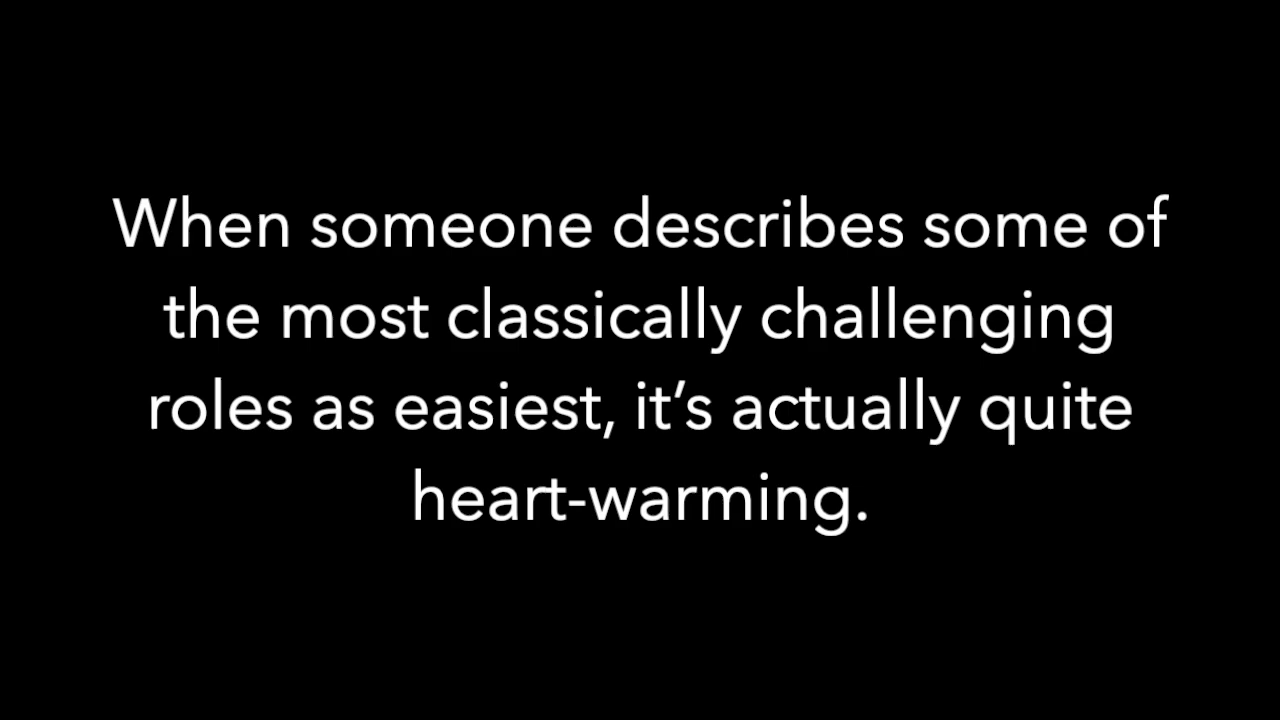 When someone describes some of
the most classically challenging
roles as easiest, it’s actually quite
heart-warming.